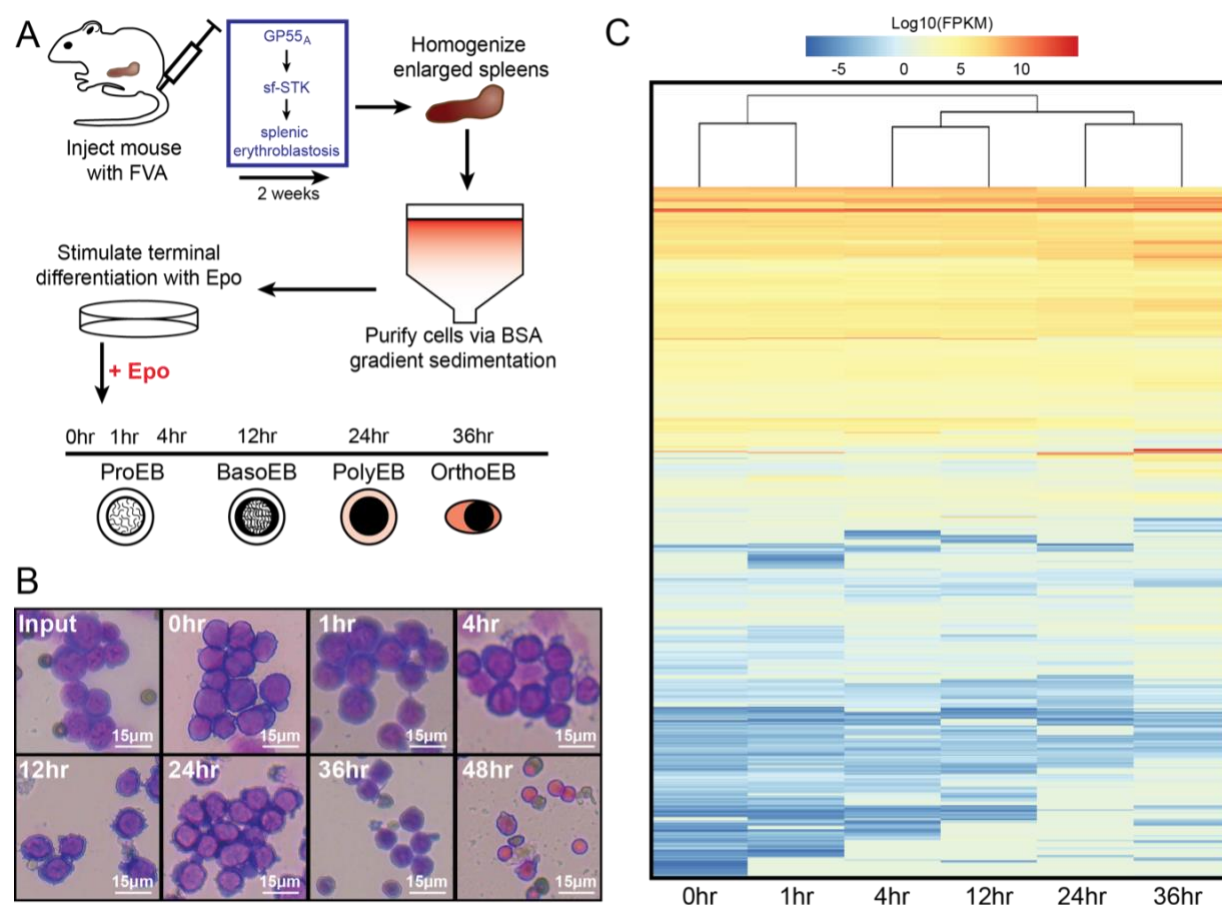 A
Inject mouse
with FVA
GP55A
sf-STK
splenic
erythroblastosis
2 weeks
Homogenize
enlarged spleens
Purify cells via BSA
gradient sedimentation
Stimulate terminal
differentiation with Epo
+ Epo
0hr 1hr 4hr 12hr 24hr 36hr
ProEB BasoEB PolyEB OrthoEB
B
Input 0hr 1hr 4hr
15μm 15μm 15μm 15μm
12hr 24hr 36hr 48hr
15μm 15μm 15μm 15μm
C
Log10(FPKM)
-5 0 5 10
0hr 1hr 4hr 12hr 24hr 36hr